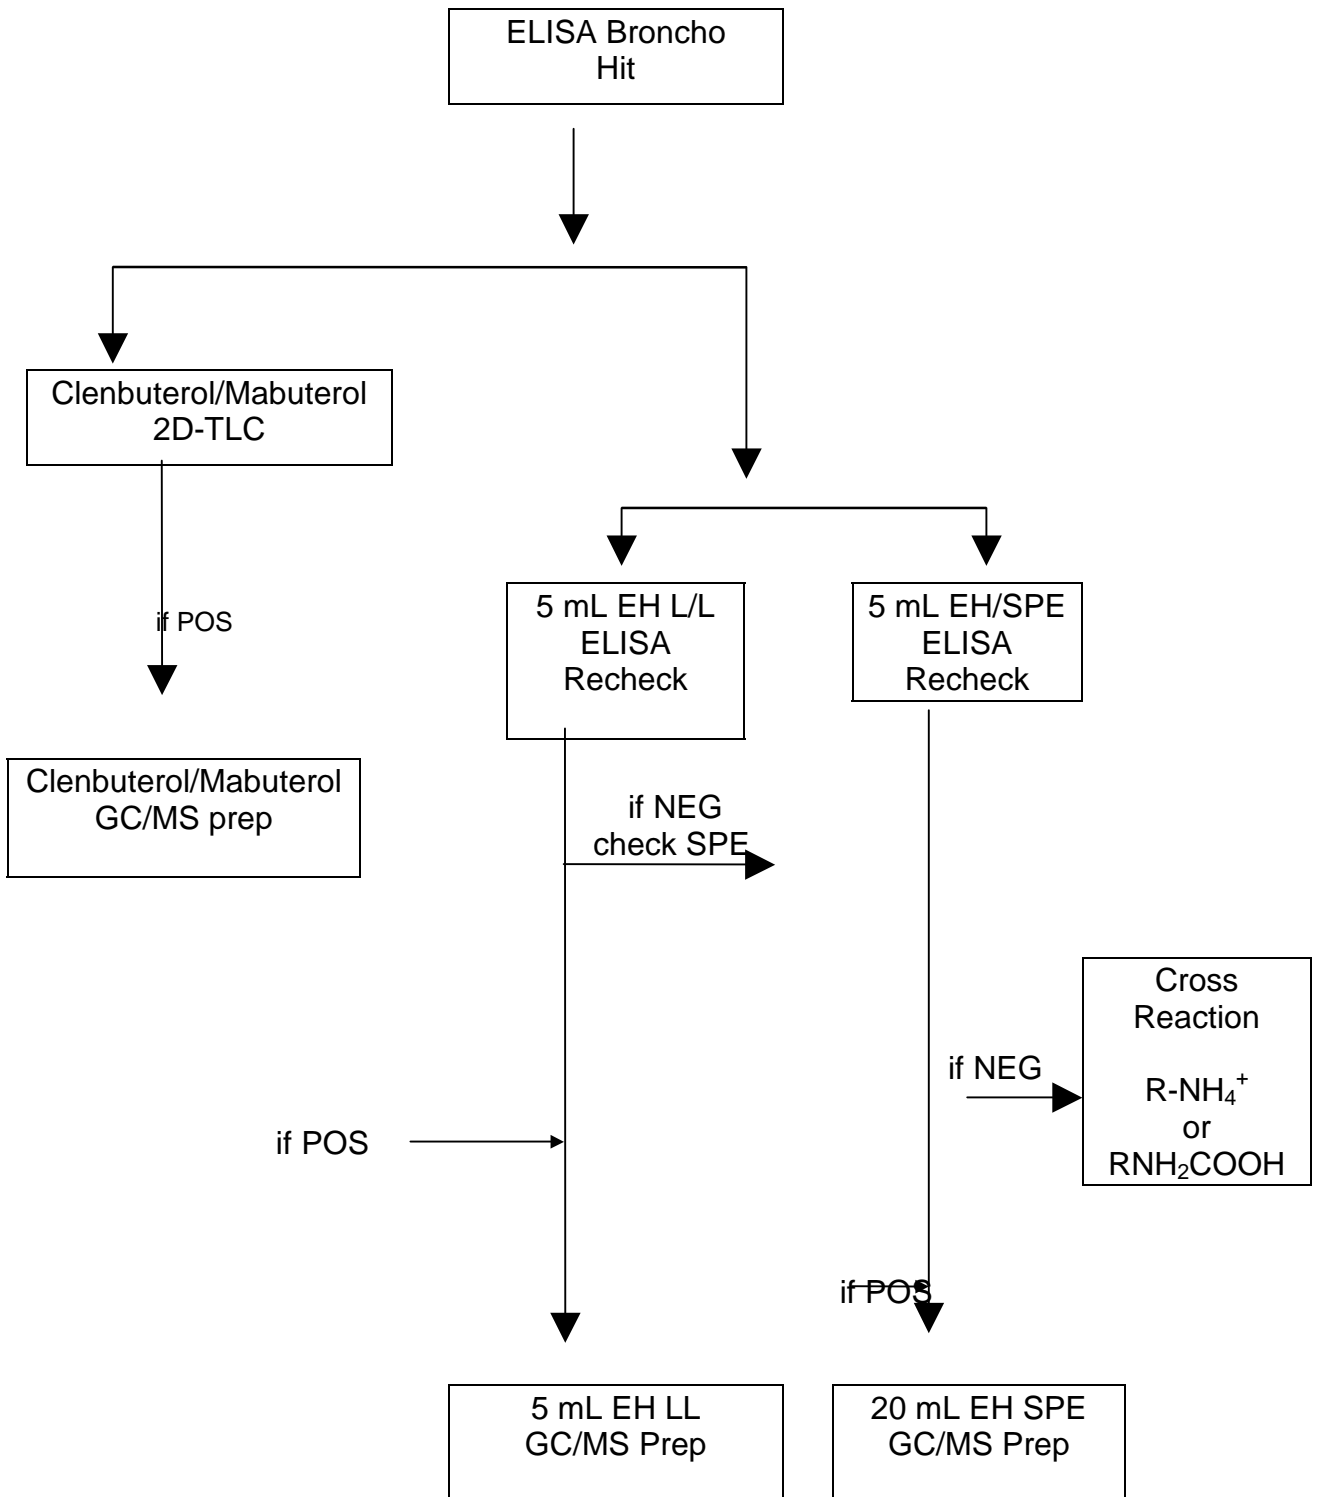 ELISA Broncho
Hit
Clenbuterol/Mabuterol
2D-TLC
if POS
Clenbuterol/Mabuterol
GC/MS prep
5 mL EH L/L
ELISA
Recheck
5 mL EH/SPE
ELISA
Recheck
if NEG
check SPE
Cross
Reaction
R-NH₄⁺
or
RNH₂COOH
if NEG
if POS
if POS
5 mL EH LL
GC/MS Prep
20 mL EH SPE
GC/MS Prep